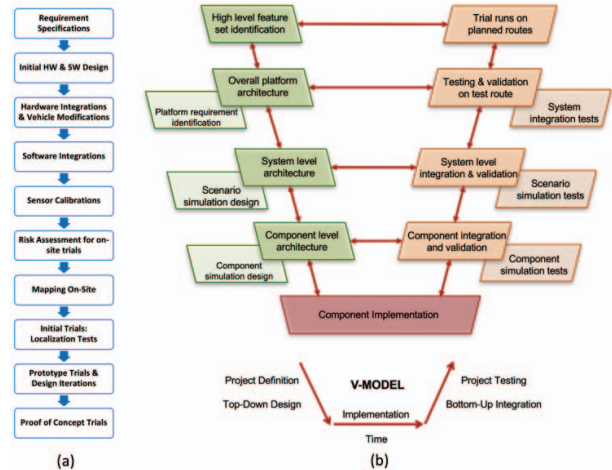 Requirement
Specifications
Initial HW & SW Design
Hardware Integrations
& Vehicle Modifications
Software Integrations
Sensor Calibrations
Risk Assessment for on-
site trials
Mapping On-Site
Initial Trials:
Localization Tests
Prototype Trials &
Design Iterations
Proof of Concept Trials
(a)
High level feature
set identification
Trial runs on
planned routes
Overall platform
architecture
Testing & validation
on test route
Platform requirement
identification
System
integration tests
System level
architecture
System level
integration & validation
Scenario
simulation design
Scenario
simulation tests
Component level
architecture
Component integration
and validation
Component
simulation design
Component
simulation tests
Component Implementation
Project Definition
Top-Down Design
V-MODEL
Implementation
Time
Project Testing
Bottom-Up Integration
(b)